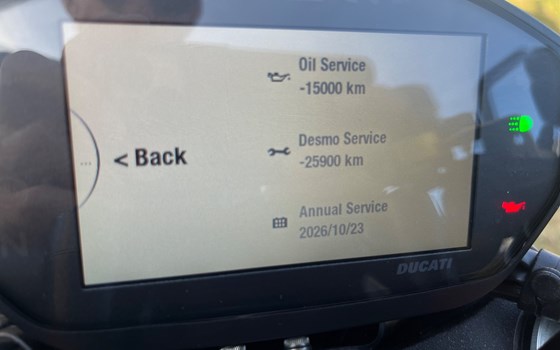 Oil Service
-15000 km
< Back
Desmo Service
-25900 km
Annual Service
2026/10/23
DUCATI